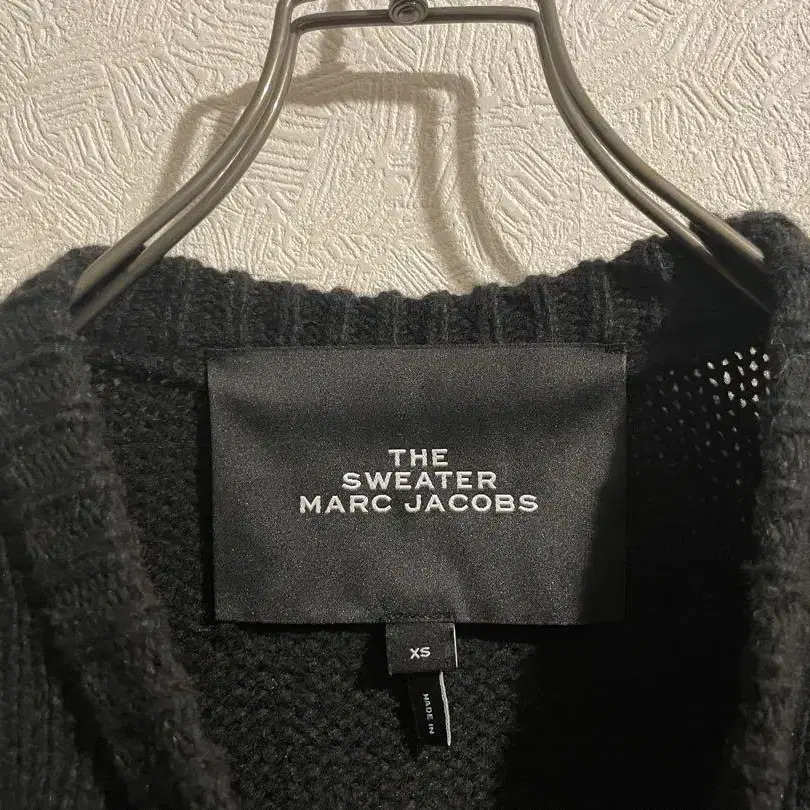 THE
SWEATER
MARC JACOBS
XS
MADE IN